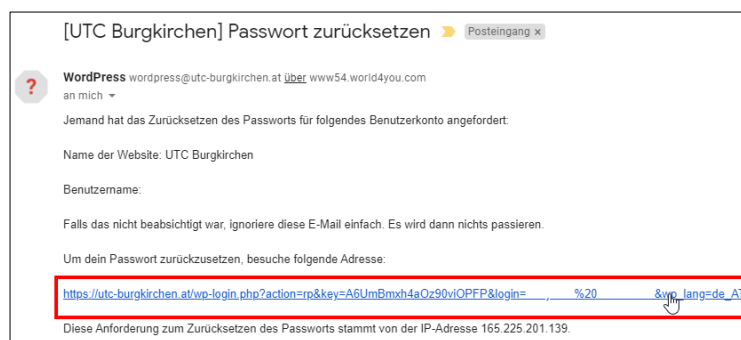 [UTC Burgkirchen] Passwort zurücksetzen Posteingang x
WordPress wordpress@utc-burgkirchen.at über www54.world4you.com
?
an mich
Jemand hat das Zurücksetzen des Passworts für folgendes Benutzerkonto angefordert:
Name der Website: UTC Burgkirchen
Benutzername:
Falls das nicht beabsichtigt war, ignoriere diese E-Mail einfach. Es wird dann nichts passieren.
Um dein Passwort zurückzusetzen, besuche folgende Adresse:
https://utc-burgkirchen.at/wp-login.php?action=rp&key=A6UmBmxh4aOz90viOPFP&login= , %20 &wp_lang=de_AT
Diese Anforderung zum Zurücksetzen des Passworts stammt von der IP-Adresse 165.225.201.139.